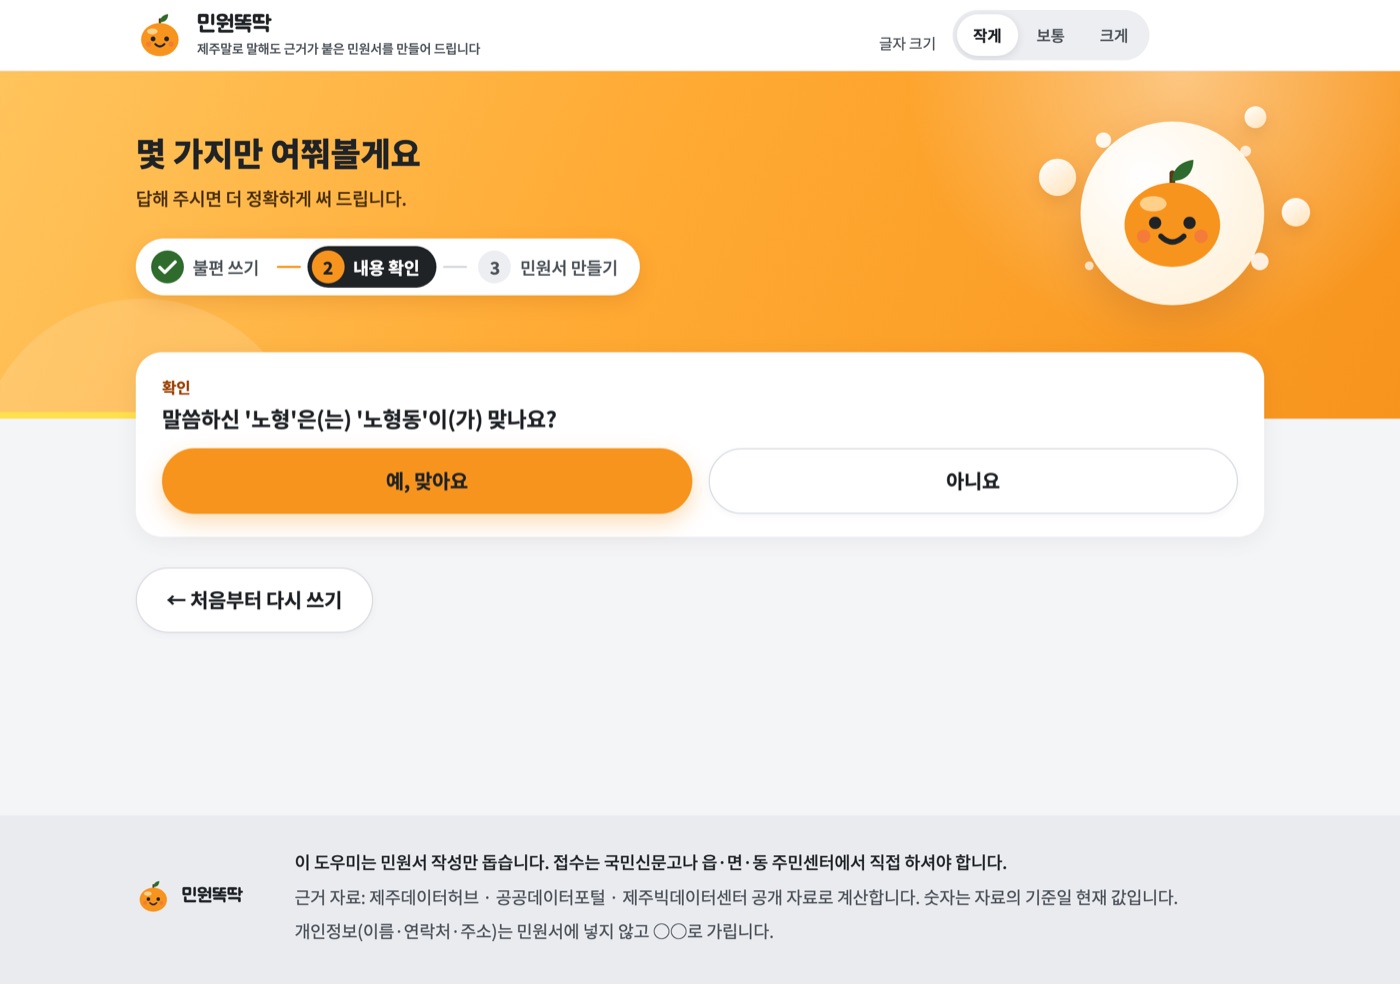 민원똑딱
제주말로 말해도 근거가 붙은 민원서를 만들어 드립니다
글자 크기
작게
보통
크게
몇 가지만 여쭤볼게요
답해 주시면 더 정확하게 써 드립니다.
불편 쓰기
2 내용 확인
3 민원서 만들기
확인
말씀하신 '노형'은(는) '노형동'이(가) 맞나요?
예, 맞아요
아니요
← 처음부터 다시 쓰기
민원똑딱
이 도우미는 민원서 작성만 돕습니다. 접수는 국민신문고나 읍·면·동 주민센터에서 직접 하셔야 합니다.
근거 자료: 제주데이터허브 · 공공데이터포털 · 제주빅데이터센터 공개 자료로 계산합니다. 숫자는 자료의 기준일 현재 값입니다.
개인정보(이름·연락처·주소)는 민원서에 넣지 않고 ○○로 가립니다.